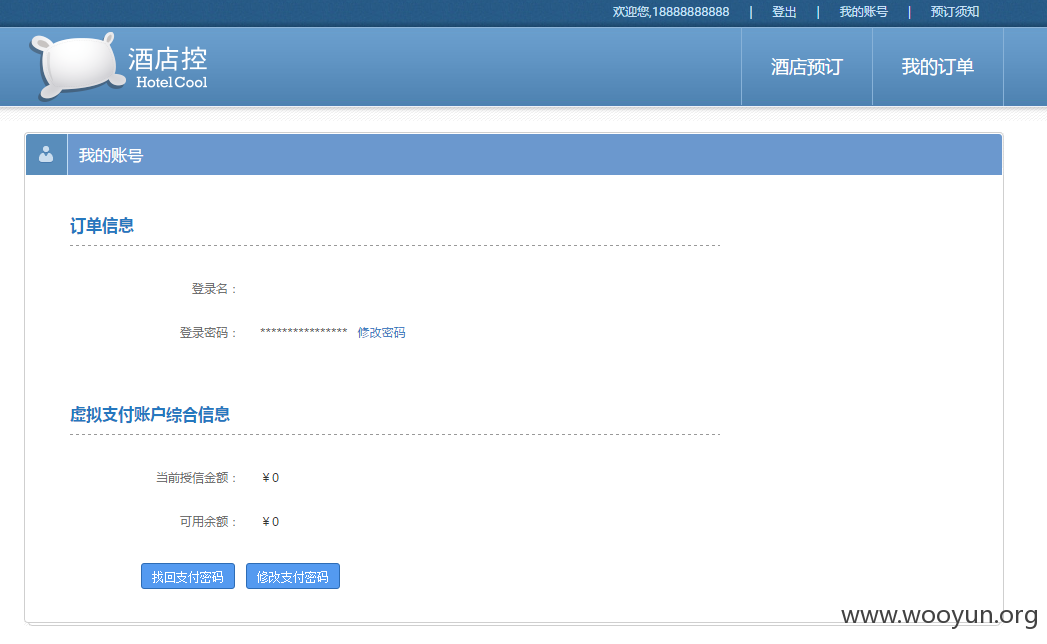 欢迎您,18888888888 | 登出 | 我的账号 | 预订须知
酒店控
HotelCool
酒店预订 我的订单
我的账号
订单信息
登录名：
登录密码： **************** 修改密码
虚拟支付账户综合信息
当前授信金额： ¥0
可用余额： ¥0
找回支付密码 修改支付密码
www.wooyun.org